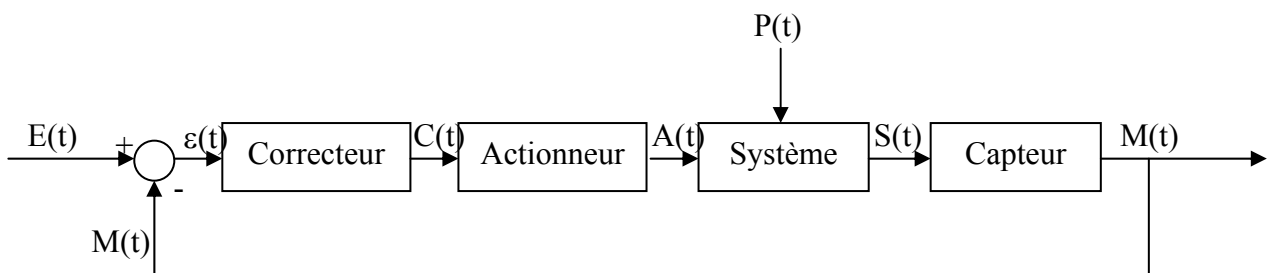 P(t)
E(t) + ε(t) Correcteur C(t) Actionneur A(t) Système S(t) Capteur M(t)
-
M(t)